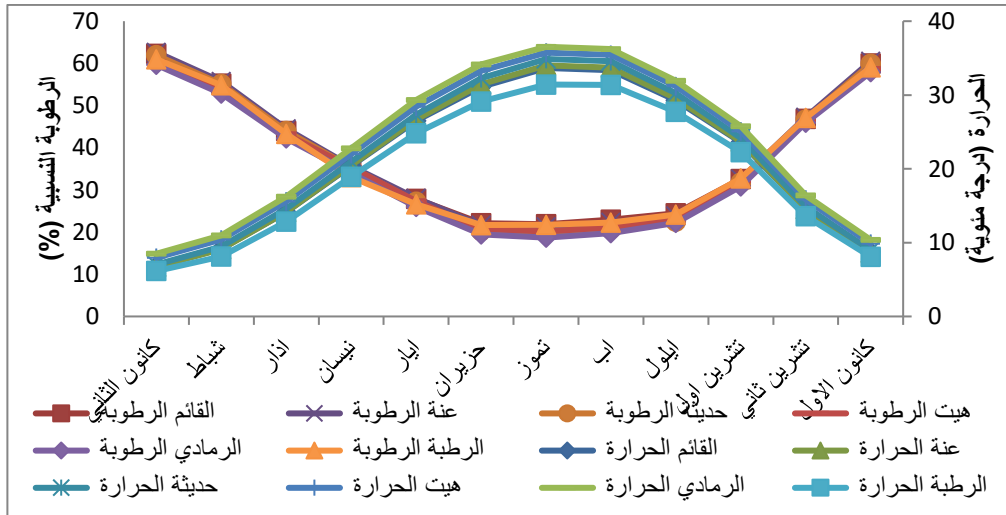 الرطوبة النسبية (%)
70
60
50
40
30
20
10
0
الحرارة (درجة مئوية)
40
30
20
10
0
كانون الثاني
شباط
اذار
نيسان
ايار
حزيران
تموز
اب
ايلول
تشرين اول
تشرين ثاني
كانون الاول
القائم الرطوبة
عنة الرطوبة
حديثة الرطوبة
هيت الرطوبة
الرمادي الرطوبة
الرطبة الرطوبة
القائم الحرارة
عنة الحرارة
حديثة الحرارة
هيت الحرارة
الرمادي الحرارة
الرطبة الحرارة